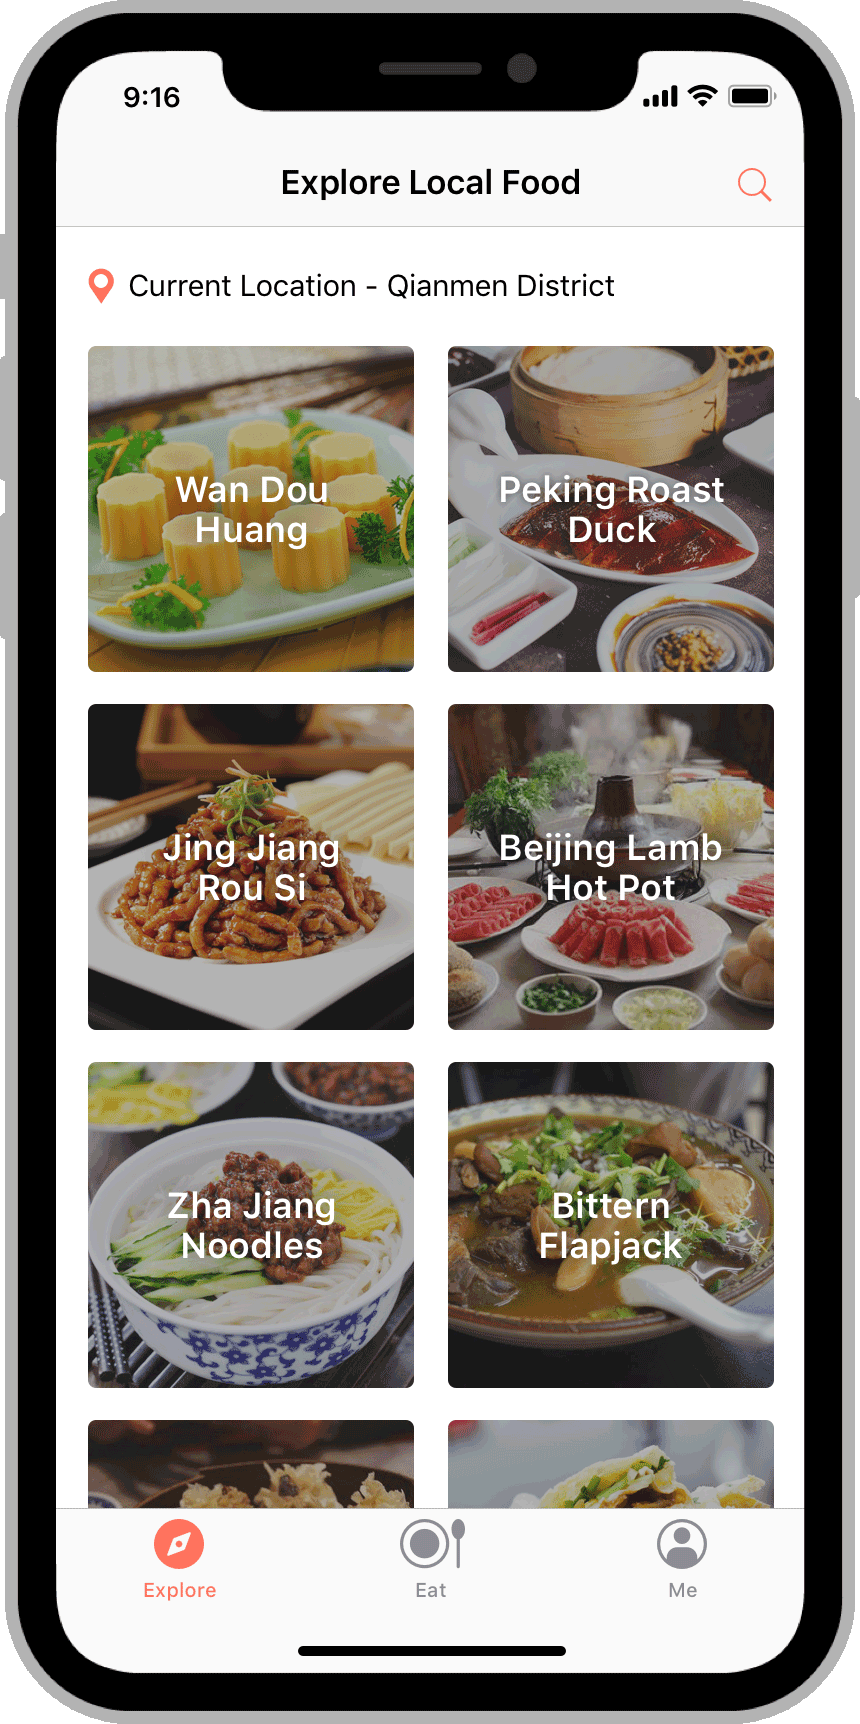 9:16
Explore Local Food
Current Location - Qianmen District
Wan Dou
Huang
Peking Roast
Duck
Jing Jiang
Rou Si
Beijing Lamb
Hot Pot
Zha Jiang
Noodles
Bittern
Flapjack
Explore
Eat
Me